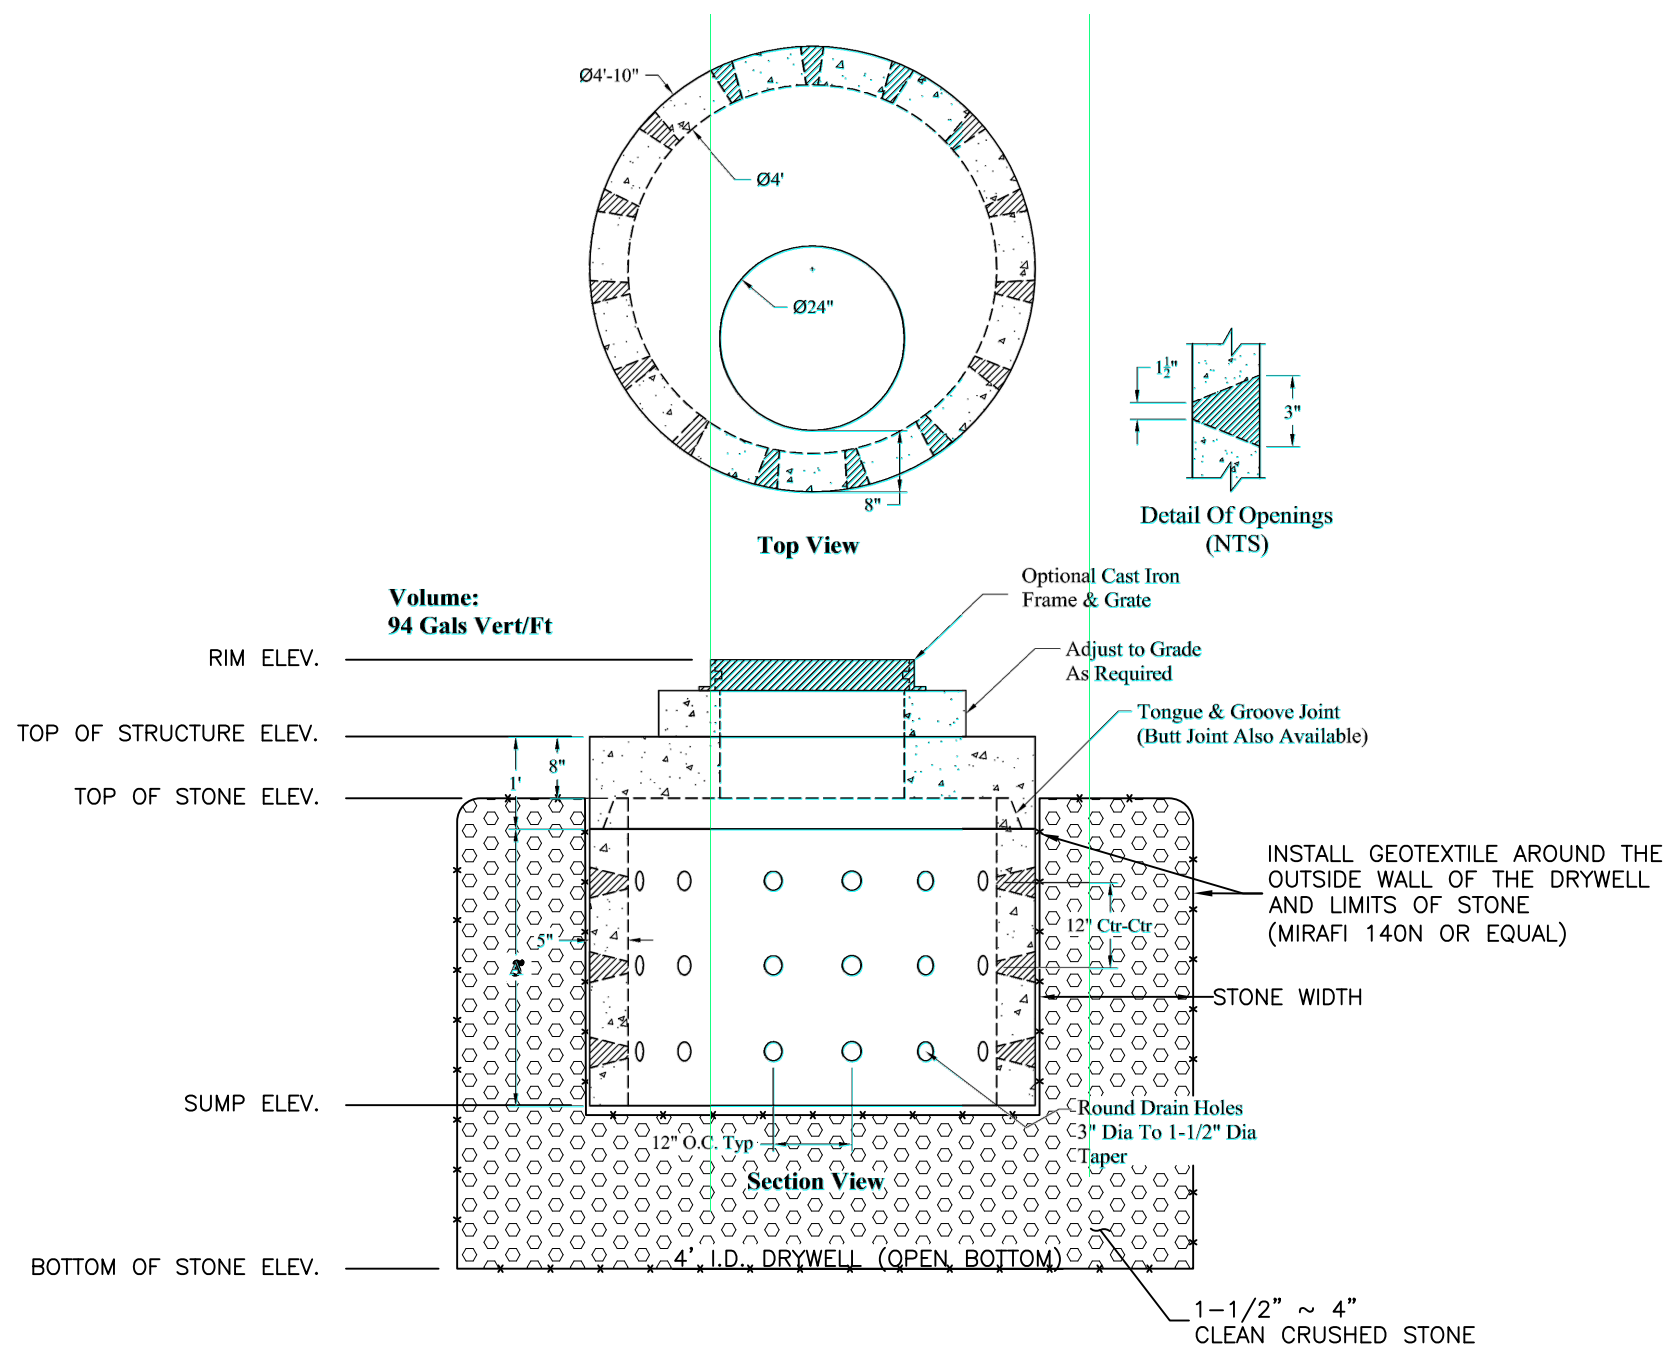 Ø4'-10"
Ø4'
Ø24"
8"
Top View
1½"
3"
Detail Of Openings
(NTS)
Volume:
94 Gals Vert/Ft
Optional Cast Iron
Frame & Grate
RIM ELEV.
Adjust to Grade
As Required
Tongue & Groove Joint
(Butt Joint Also Available)
TOP OF STRUCTURE ELEV.
8"
1'
TOP OF STONE ELEV.
INSTALL GEOTEXTILE AROUND THE
OUTSIDE WALL OF THE DRYWELL
AND LIMITS OF STONE
(MIRAFI 140N OR EQUAL)
12" Ctr-Ctr
5"
STONE WIDTH
SUMP ELEV.
Round Drain Holes
3" Dia To 1-1/2" Dia
Taper
12" O.C. Typ
Section View
4' I.D. DRYWELL (OPEN BOTTOM)
BOTTOM OF STONE ELEV.
1-1/2" ~ 4"
CLEAN CRUSHED STONE